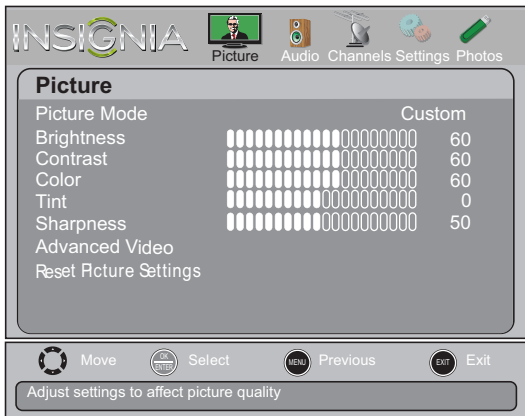 INSIGNIA
Picture Audio Channels Settings Photos
Picture
Picture Mode Custom
Brightness 60
Contrast 60
Color 60
Tint 0
Sharpness 50
Advanced Video
Reset Picture Settings
Move OK ENTER Select MENU Previous EXIT Exit
Adjust settings to affect picture quality